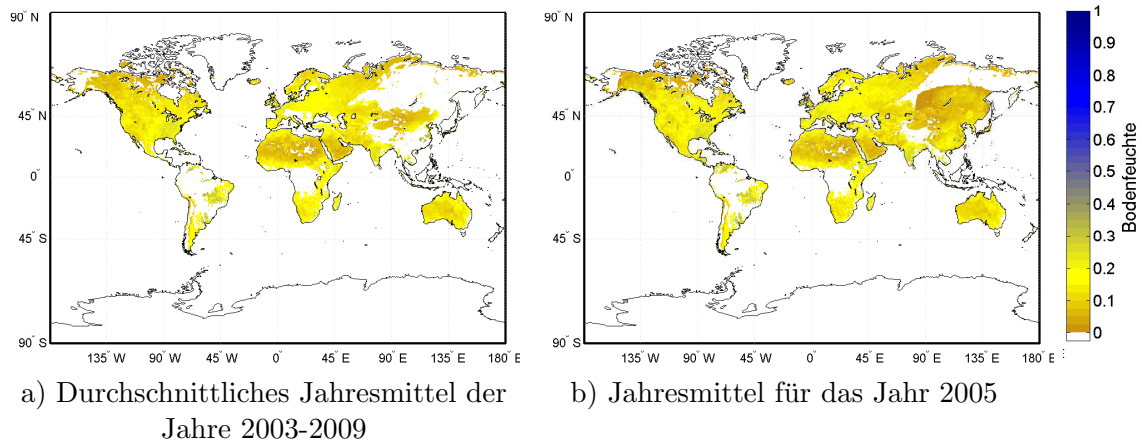 90° N
45° N
0°
45° S
90° S
135° W
90° W
45° W
0°
45° E
90° E
135° E
180° E
90° N
45° N
0°
45° S
90° S
135° W
90° W
45° W
0°
45° E
90° E
135° E
180° E
1
0.9
0.8
0.7
0.6
0.5
0.4
0.3
0.2
0.1
0
Bodenfeuchte
a) Durchschnittliches Jahresmittel der
Jahre 2003-2009
b) Jahresmittel für das Jahr 2005